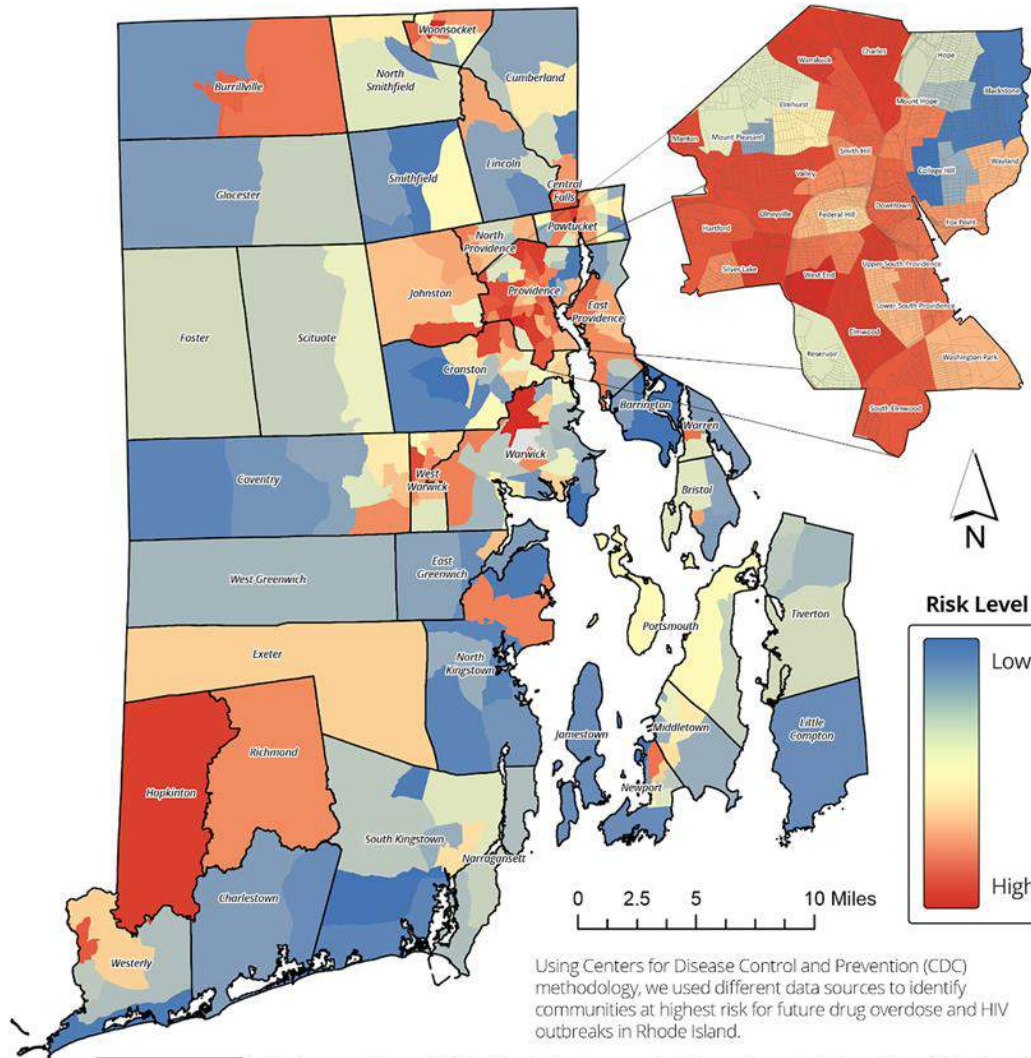 Woonsocket
Burrillville
North
Smithfield
Cumberland
Glocester
Smithfield
Lincoln
Central
Falls
Pawtucket
North
Providence
Foster
Scituate
Johnston
Providence
East
Providence
Cranston
Barrington
Warren
Coventry
West
Warwick
Warwick
Bristol
West Greenwich
East
Greenwich
Exeter
North
Kingstown
Portsmouth
Tiverton
Hopkinton
Richmond
Jamestown
Middletown
Little
Compton
Newport
South Kingstown
Narragansett
Charlestown
Westerly
Wanskuck
Charles
Hope
Blackstone
Elmhurst
Mount Hope
Manton
Mount Pleasant
Smith Hill
Wayland
College Hill
Valley
Olneyville
Federal Hill
Downtown
Fox Point
Hartford
Silver Lake
West End
Upper South Providence
Lower South Providence
Elmwood
Reservoir
Washington Park
South Elmwood
N
Risk Level
Low
High
0 2.5 5 10 Miles
Using Centers for Disease Control and Prevention (CDC)
methodology, we used different data sources to identify
communities at highest risk for future drug overdose and HIV
outbreaks in Rhode Island.